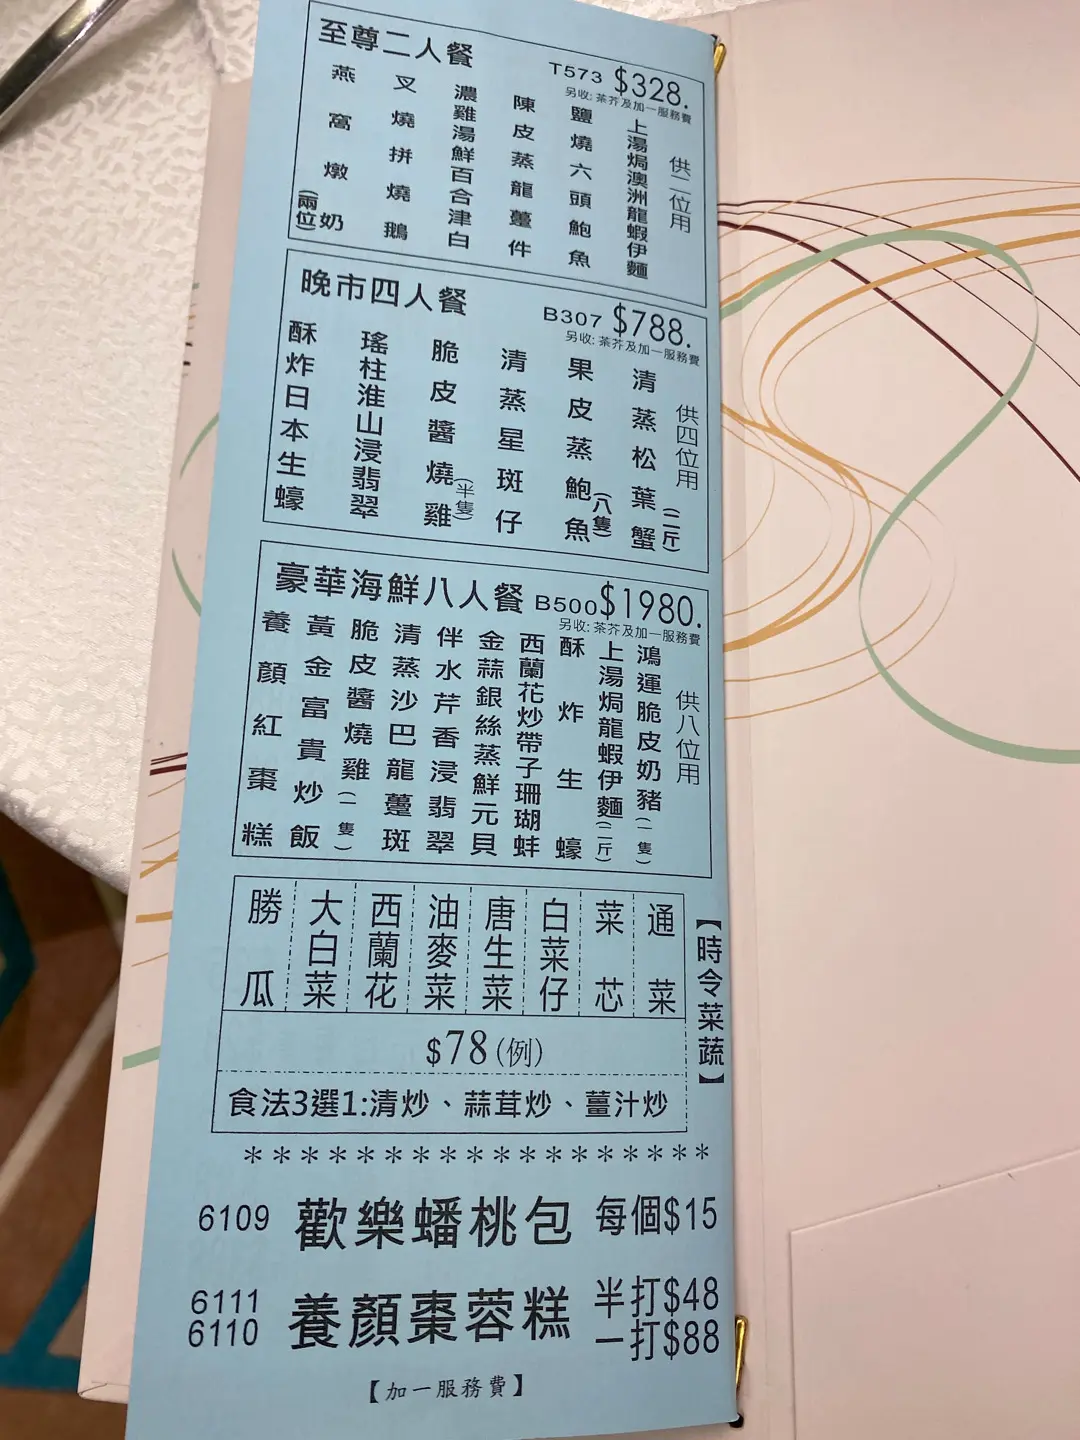 至尊二人餐 T573 $328.
另收: 茶芥及加一服務費
供二位用
上湯焗澳洲龍蝦伊麵
鹽燒六頭鮑魚
陳皮蒸龍躉件
濃雞湯鮮百合津白
叉燒拼燒鵝
燕窩燉奶(兩位)
晚市四人餐 B307 $788.
另收: 茶芥及加一服務費
供四位用
清蒸松葉蟹(二斤)
果皮蒸鮑魚(八隻)
清蒸星斑仔
脆皮醬燒雞(半隻)
瑤柱淮山浸翡翠
酥炸日本生蠔
豪華海鮮八人餐 B500 $1980.
另收: 茶芥及加一服務費
供八位用
鴻運脆皮奶豬(一隻)
上湯焗龍蝦伊麵(二斤)
酥炸生蠔
西蘭花炒帶子珊瑚蚌
金蒜銀絲蒸鮮元貝
伴水芹香浸翡翠
清蒸沙巴龍躉斑
脆皮醬燒雞(一隻)
黃金富貴炒飯
養顏紅棗糕
【時令菜蔬】
通菜
菜芯
白菜仔
唐生菜
油麥菜
西蘭花
大白菜
勝瓜
$78(例)
食法3選1:清炒、蒜茸炒、薑汁炒
* * * * * * * * * * * * * * * * *
6109 歡樂蟠桃包 每個$15
6111 半打$48
6110 養顏棗蓉糕 一打$88
【加一服務費】